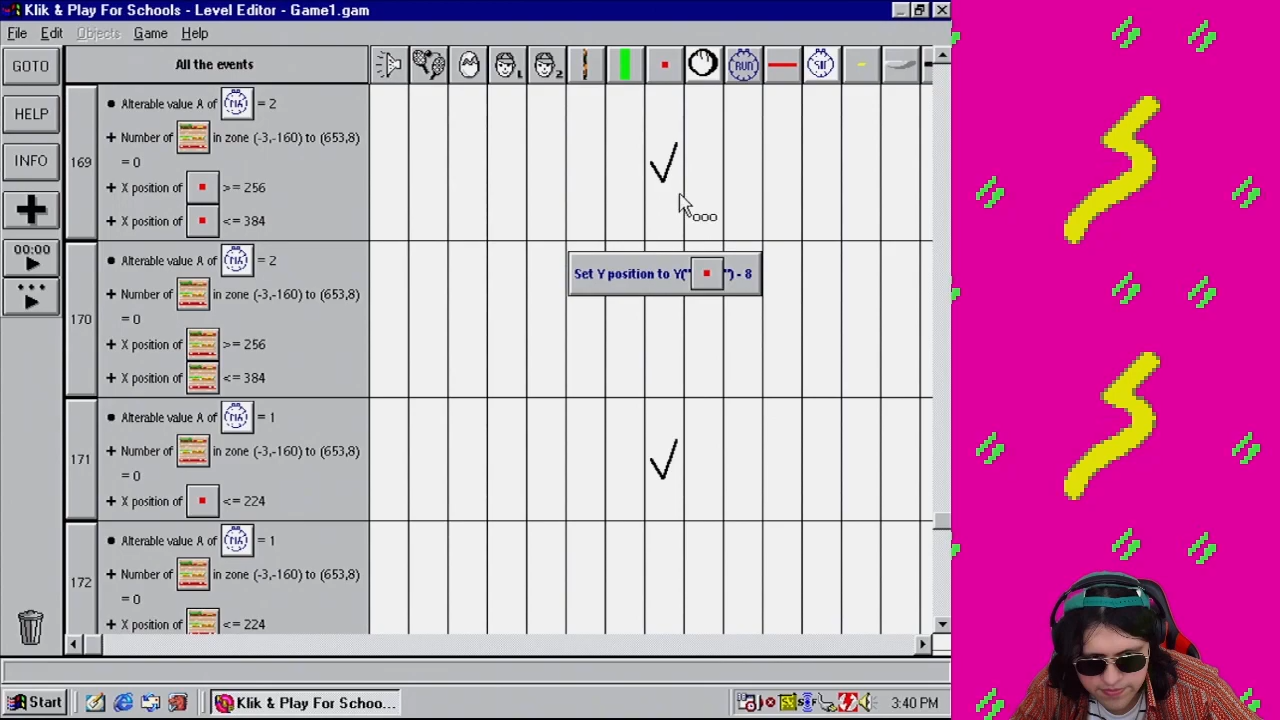 Klik & Play For Schools - Level Editor - Game1.gam
File Edit Objects Game Help
GOTO
All the events
1
2
RUN
HELP
INFO
00:00
169
Alterable value A of = 2
+ Number of in zone (-3,-160) to (653,8)
= 0
+ X position of >= 256
+ X position of <= 384
170
Alterable value A of = 2
+ Number of in zone (-3,-160) to (653,8)
= 0
+ X position of >= 256
+ X position of <= 384
Set Y position to Y(" ") - 8
171
Alterable value A of = 1
+ Number of in zone (-3,-160) to (653,8)
= 0
+ X position of <= 224
172
Alterable value A of = 1
+ Number of in zone (-3,-160) to (653,8)
= 0
+ X position of <= 224
Start
Klik & Play For Schoo...
3:40 PM